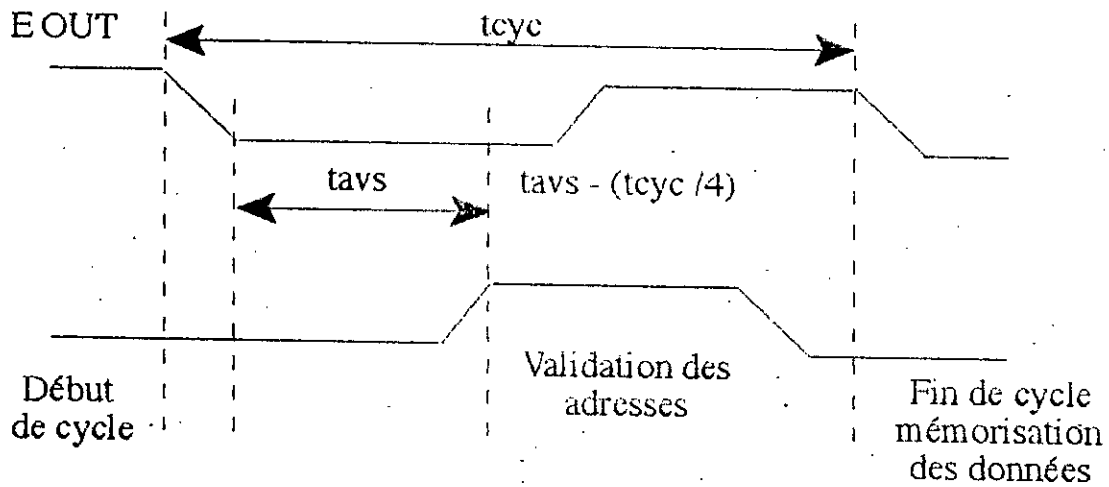 E OUT
tcyc
tavs
tavs - (tcyc /4)
Début
de cycle
Validation des
adresses
Fin de cycle
mémorisation
des données